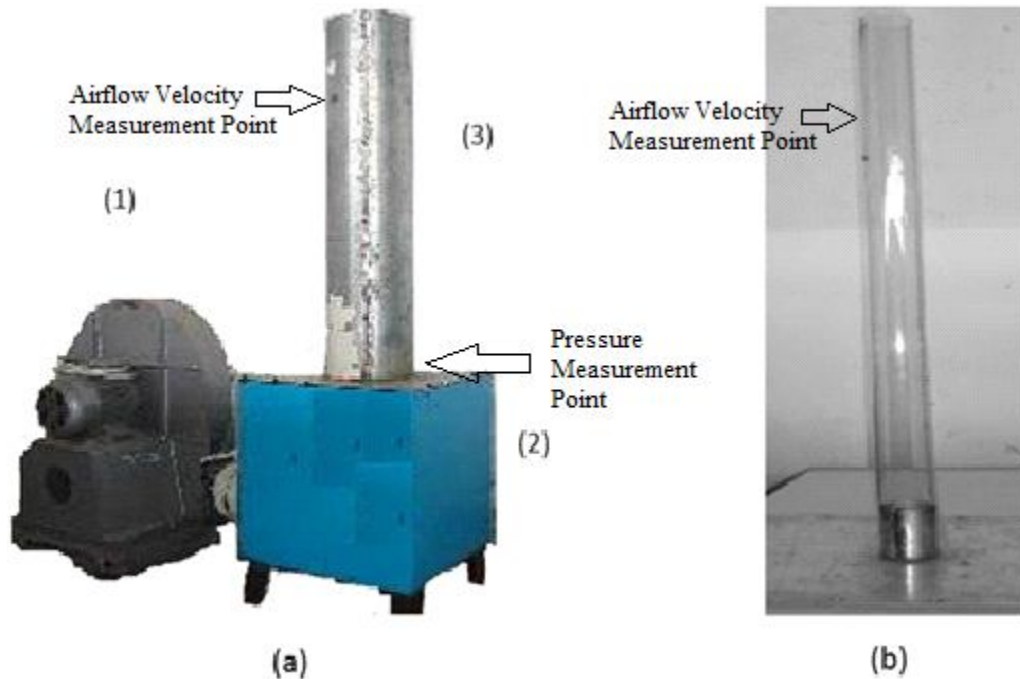 Airflow Velocity
Measurement Point
(3)
(1)
Pressure
Measurement
Point
(2)
(a)
Airflow Velocity
Measurement Point
(b)